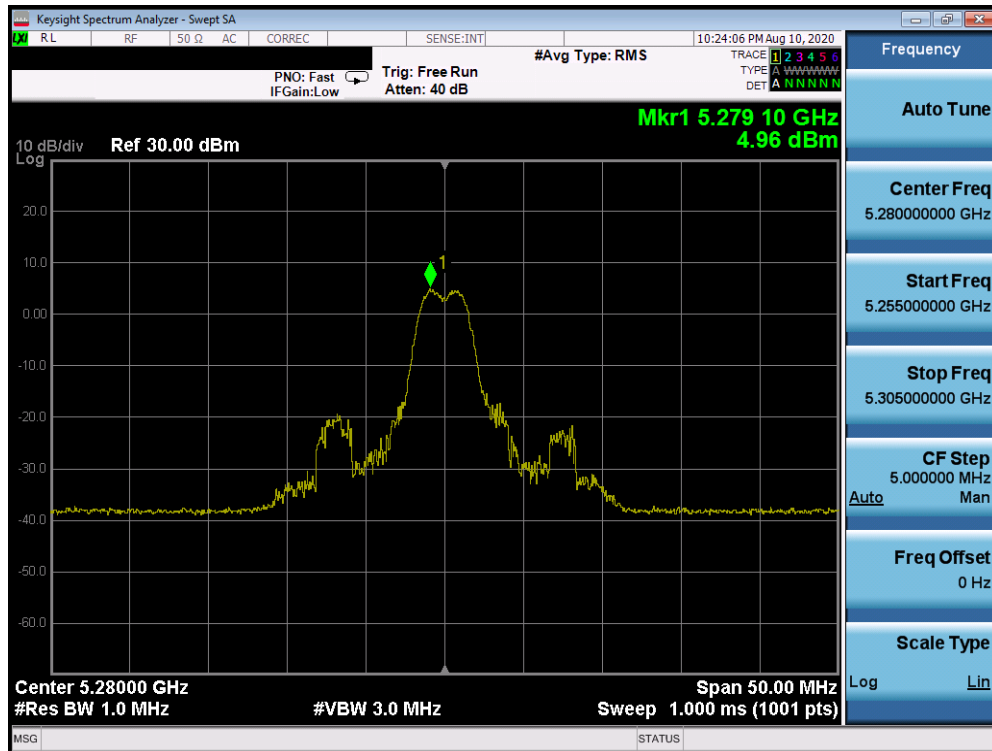 Keysight Spectrum Analyzer - Swept SA
LXI RL RF 50 Ω AC CORREC SENSE:INT 10:24:06 PM Aug 10, 2020
#Avg Type: RMS TRACE 1 2 3 4 5 6
PNO: Fast Trig: Free Run TYPE A WWWWW
IFGain:Low Atten: 40 dB DET A N N N N N
Mkr1 5.279 10 GHz
4.96 dBm
10 dB/div Ref 30.00 dBm
Log
20.0
10.0
1
0.00
-10.0
-20.0
-30.0
-40.0
-50.0
-60.0
Center 5.28000 GHz Span 50.00 MHz
#Res BW 1.0 MHz #VBW 3.0 MHz Sweep 1.000 ms (1001 pts)
MSG STATUS
Frequency
Auto Tune
Center Freq
5.280000000 GHz
Start Freq
5.255000000 GHz
Stop Freq
5.305000000 GHz
CF Step
5.000000 MHz
Auto Man
Freq Offset
0 Hz
Scale Type
Log Lin